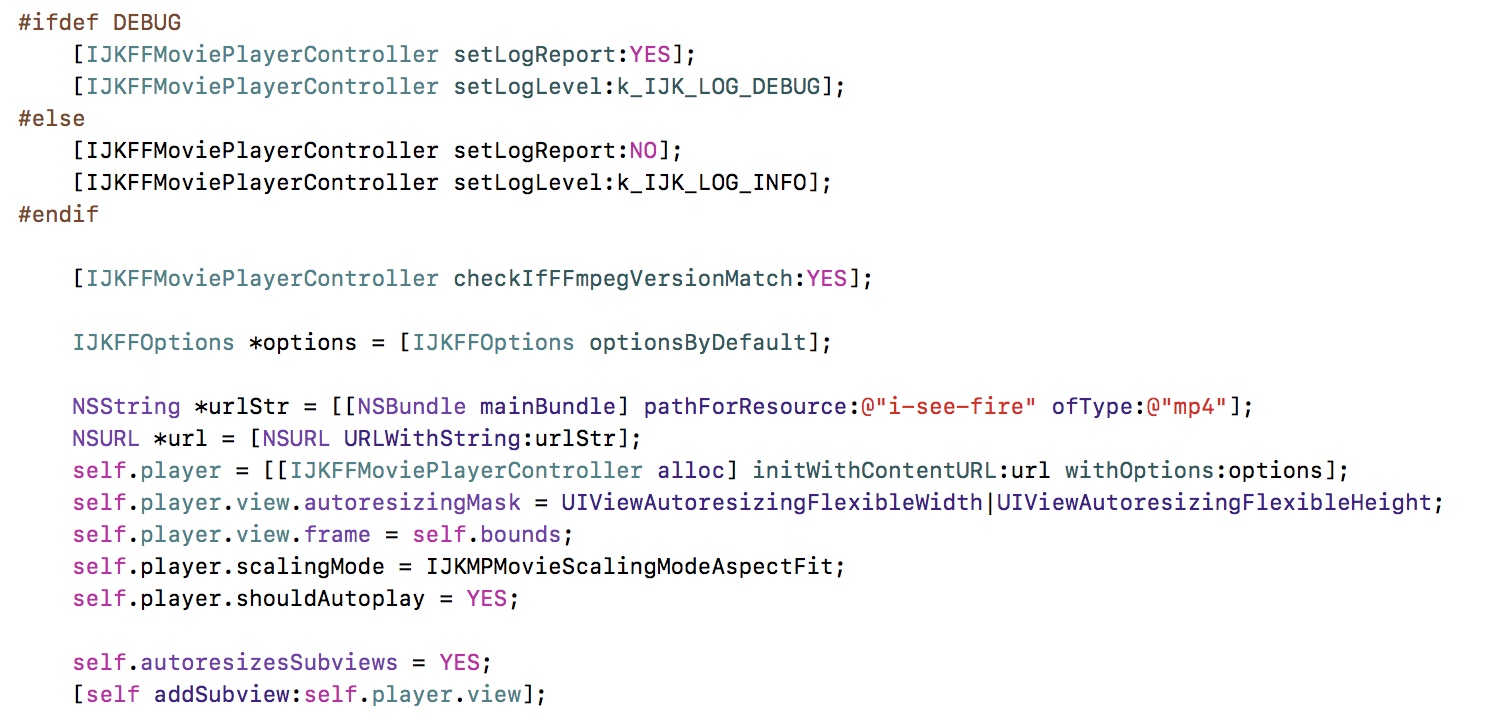 #ifdef DEBUG
[IJKFFMoviePlayerController setLogReport:YES];
[IJKFFMoviePlayerController setLogLevel:k_IJK_LOG_DEBUG];
#else
[IJKFFMoviePlayerController setLogReport:NO];
[IJKFFMoviePlayerController setLogLevel:k_IJK_LOG_INFO];
#endif
[IJKFFMoviePlayerController checkIfFFmpegVersionMatch:YES];
IJKFFOptions *options = [IJKFFOptions optionsByDefault];
NSString *urlStr = [[NSBundle mainBundle] pathForResource:@"i-see-fire" ofType:@"mp4"];
NSURL *url = [NSURL URLWithString:urlStr];
self.player = [[IJKFFMoviePlayerController alloc] initWithContentURL:url withOptions:options];
self.player.view.autoresizingMask = UIViewAutoresizingFlexibleWidth|UIViewAutoresizingFlexibleHeight;
self.player.view.frame = self.bounds;
self.player.scalingMode = IJKMPMovieScalingModeAspectFit;
self.player.shouldAutoplay = YES;
self.autoresizesSubviews = YES;
[self addSubview:self.player.view];